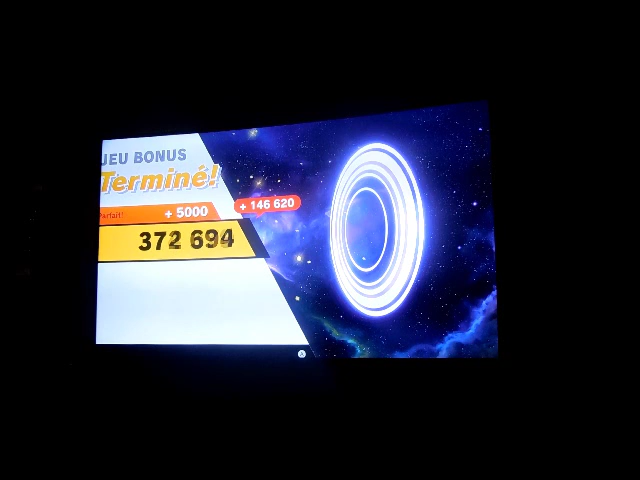 JEU BONUS
Terminé!
Parfait! + 5000
+ 146 620
372 694
A